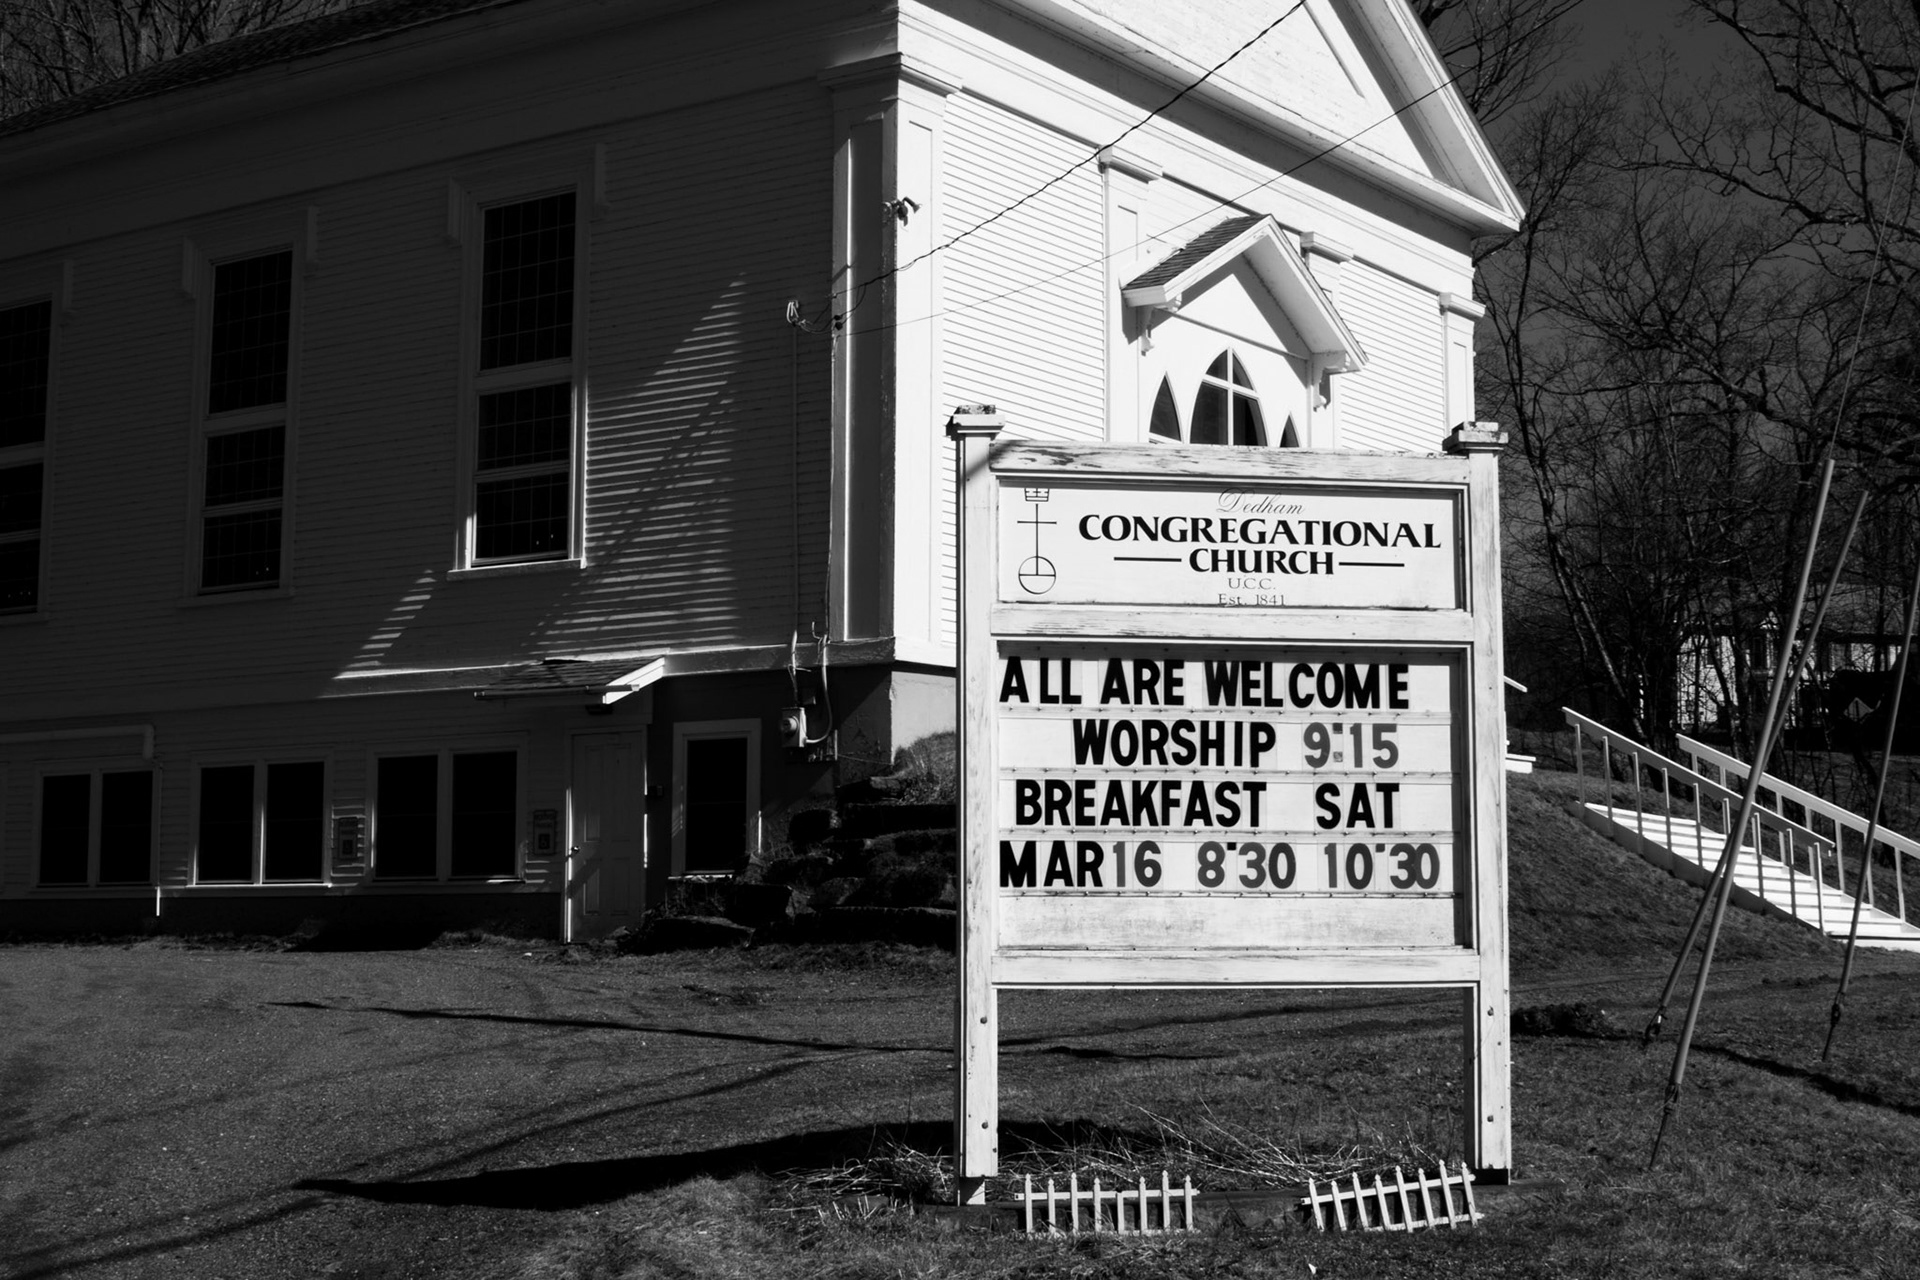 Dedham
CONGREGATIONAL
CHURCH
U.C.C.
Est. 1841
ALL ARE WELCOME
WORSHIP 9:15
BREAKFAST SAT
MAR 16 8:30 10:30